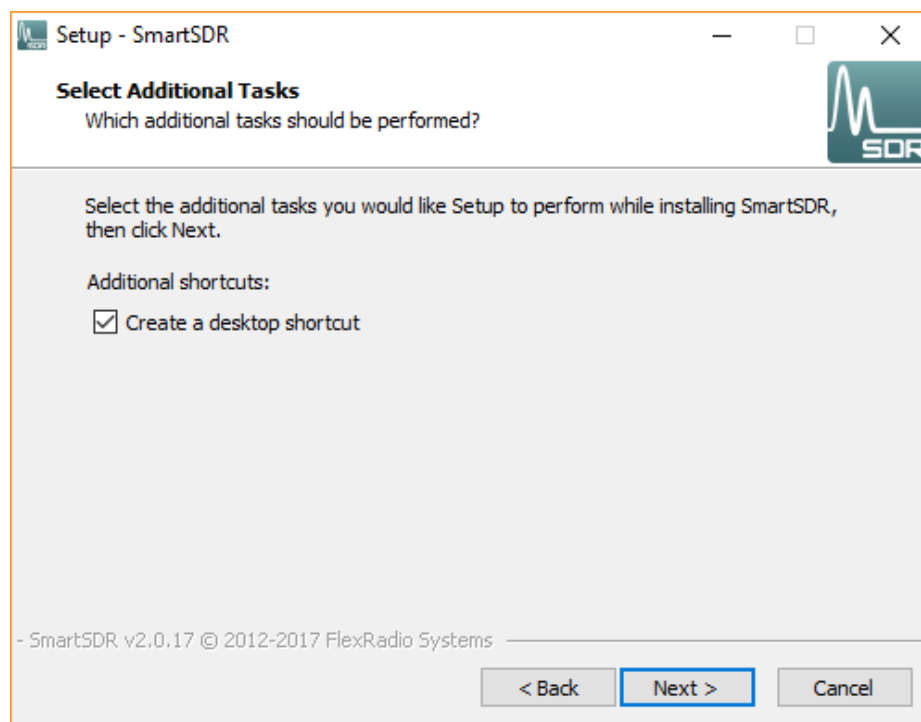 Setup - SmartSDR
Select Additional Tasks
Which additional tasks should be performed?
SDR
Select the additional tasks you would like Setup to perform while installing SmartSDR,
then click Next.
Additional shortcuts:
Create a desktop shortcut
- SmartSDR v2.0.17 © 2012-2017 FlexRadio Systems
< Back
Next >
Cancel